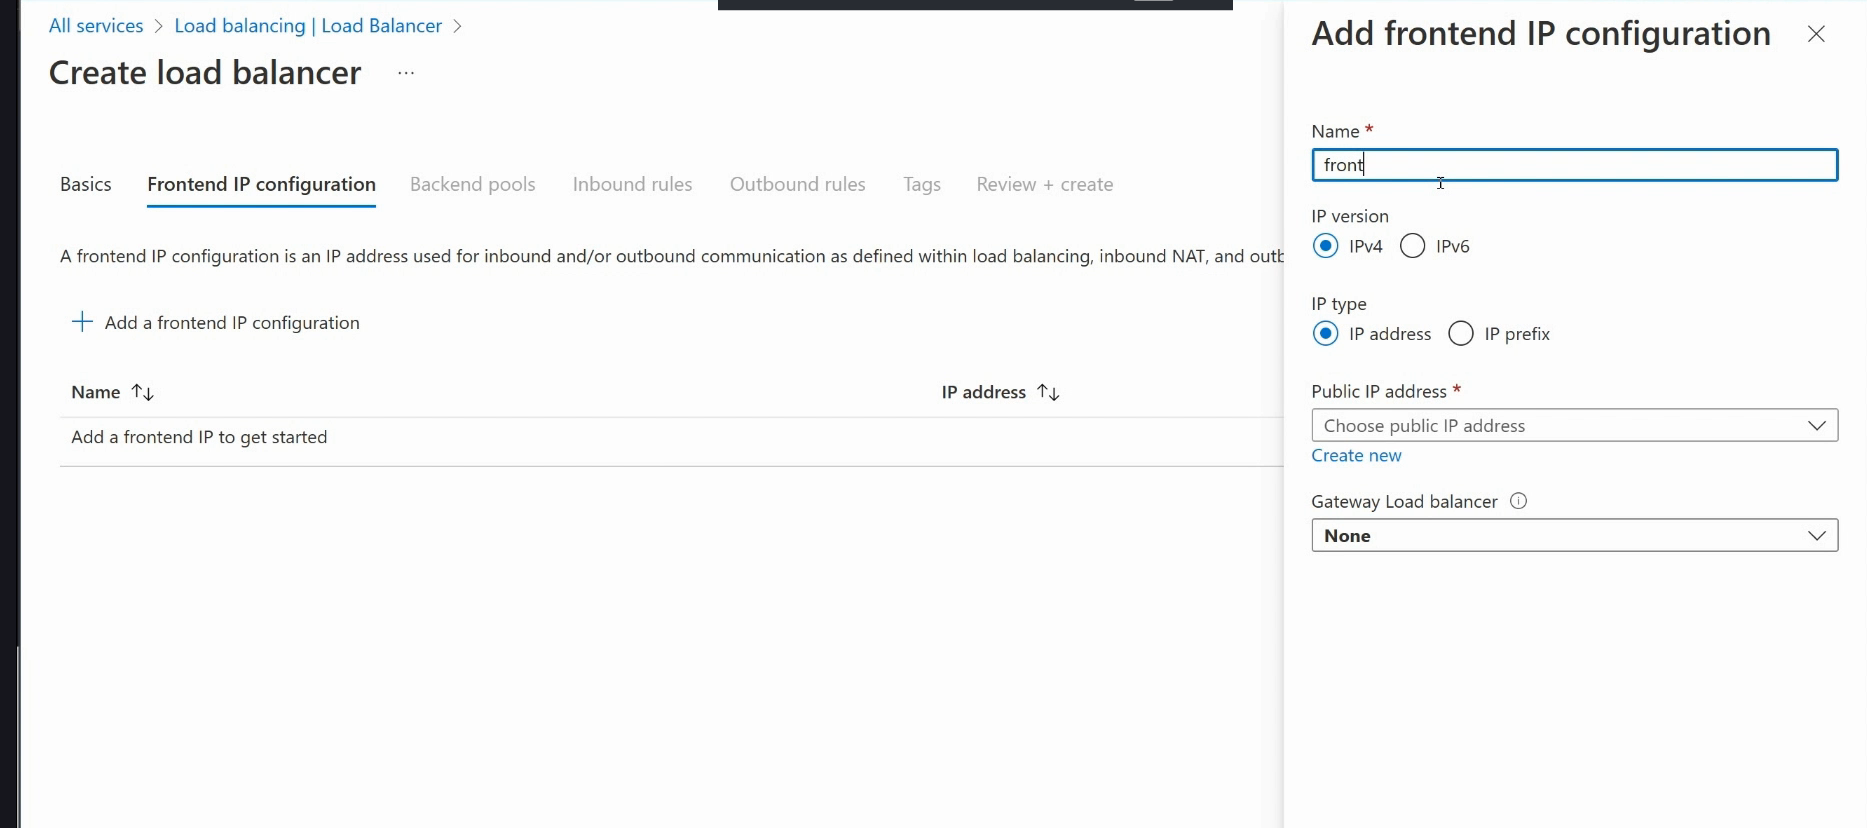 All services > Load balancing | Load Balancer >
Create load balancer ...
Basics Frontend IP configuration Backend pools Inbound rules Outbound rules Tags Review + create
A frontend IP configuration is an IP address used for inbound and/or outbound communication as defined within load balancing, inbound NAT, and outb
+ Add a frontend IP configuration
Name ↑↓ IP address ↑↓
Add a frontend IP to get started
Add frontend IP configuration
Name *
front
IP version
IPv4 IPv6
IP type
IP address IP prefix
Public IP address *
Choose public IP address
Create new
Gateway Load balancer
None